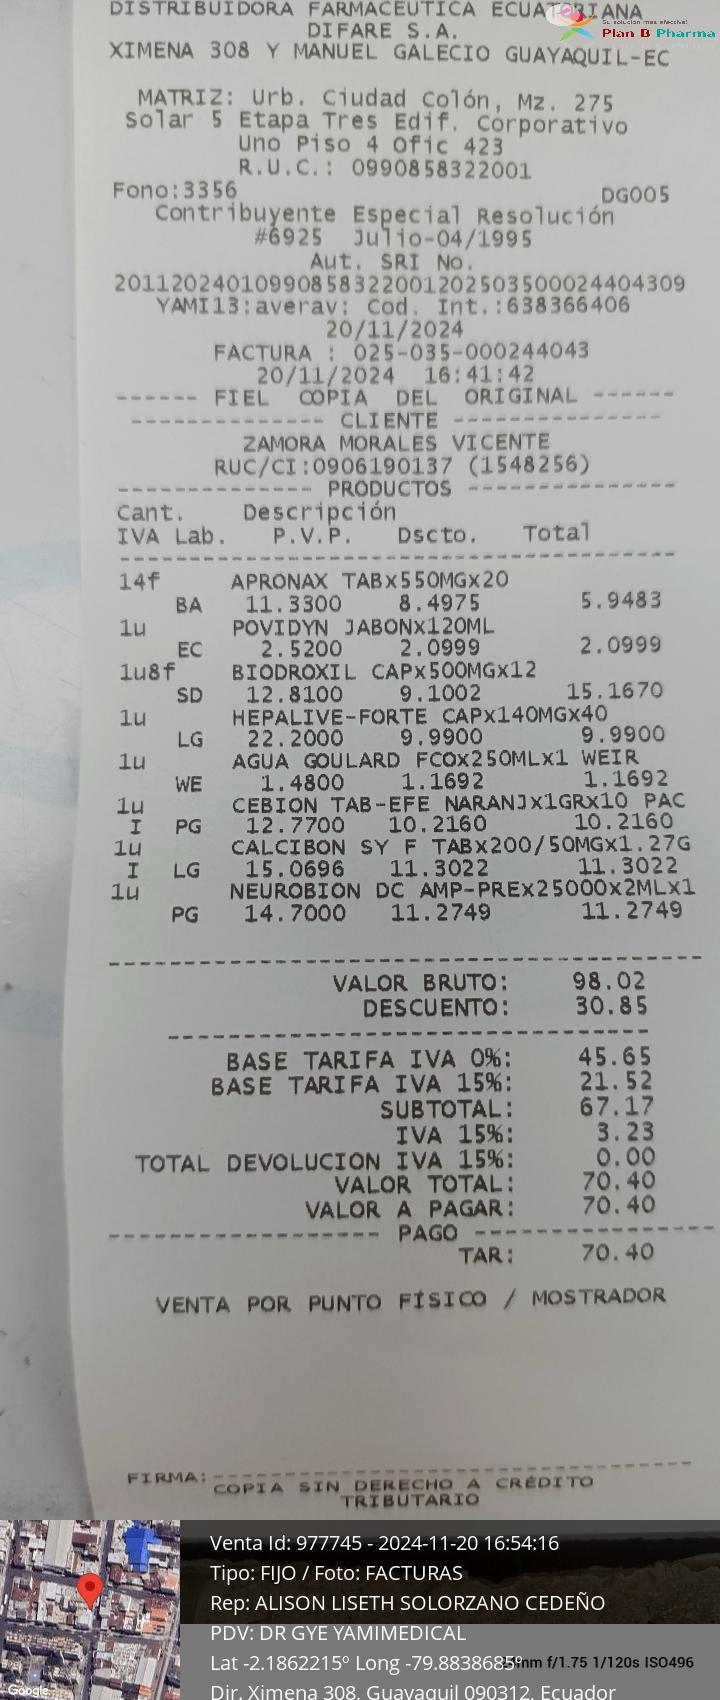 DISTRIBUIDORA FARMACEUTICA ECUATORIANA
Su solución más efectiva!
Plan B Pharma
DIFARE S.A.
XIMENA 308 Y MANUEL GALECIO GUAYAQUIL-EC
MATRIZ: Urb. Ciudad Colón, Mz. 275
Solar 5 Etapa Tres Edif. Corporativo
Uno Piso 4 Ofic 423
R.U.C.: 0990858322001
Fono:3356 DG005
Contribuyente Especial Resolución
#6925 Julio-04/1995
Aut. SRI No.
2011202401099085832200120250350002440 4309
YAMI13:averav: Cod. Int.:638366406
20/11/2024
FACTURA : 025-035-000244043
20/11/2024 16:41:42
------ FIEL COPIA DEL ORIGINAL ------
-------------- CLIENTE ---------------
ZAMORA MORALES VICENTE
RUC/CI:0906190137 (1548256)
-------------- PRODUCTOS --------------
Cant. Descripción
IVA Lab. P.V.P. Dscto. Total
14f APRONAX TABx550MGx20
BA 11.3300 8.4975 5.9483
1u POVIDYN JABONx120ML
EC 2.5200 2.0999 2.0999
1u8f BIODROXIL CAPx500MGx12
SD 12.8100 9.1002 15.1670
1u HEPALIVE-FORTE CAPx140MGx40
LG 22.2000 9.9900 9.9900
1u AGUA GOULARD FCOx250MLx1 WEIR
WE 1.4800 1.1692 1.1692
1u CEBION TAB-EFE NARANJx1GRx10 PAC
I PG 12.7700 10.2160 10.2160
1u CALCIBON SY F TABx200/50MGx1.27G
I LG 15.0696 11.3022 11.3022
1u NEUROBION DC AMP-PREx25000x2MLx1
PG 14.7000 11.2749 11.2749
VALOR BRUTO: 98.02
DESCUENTO: 30.85
BASE TARIFA IVA 0%: 45.65
BASE TARIFA IVA 15%: 21.52
SUBTOTAL: 67.17
IVA 15%: 3.23
TOTAL DEVOLUCION IVA 15%: 0.00
VALOR TOTAL: 70.40
VALOR A PAGAR: 70.40
------------------ PAGO ----------------
TAR: 70.40
VENTA POR PUNTO FÍSICO / MOSTRADOR
FIRMA:
COPIA SIN DERECHO A CRÉDITO
TRIBUTARIO
Venta Id: 977745 - 2024-11-20 16:54:16
Tipo: FIJO / Foto: FACTURAS
Rep: ALISON LISETH SOLORZANO CEDEÑO
PDV: DR GYE YAMIMEDICAL
Lat -2.1862215º Long -79.8838685º
f/1.75 1/120s ISO496
Dir. Ximena 308, Guayaquil 090312, Ecuador
Google